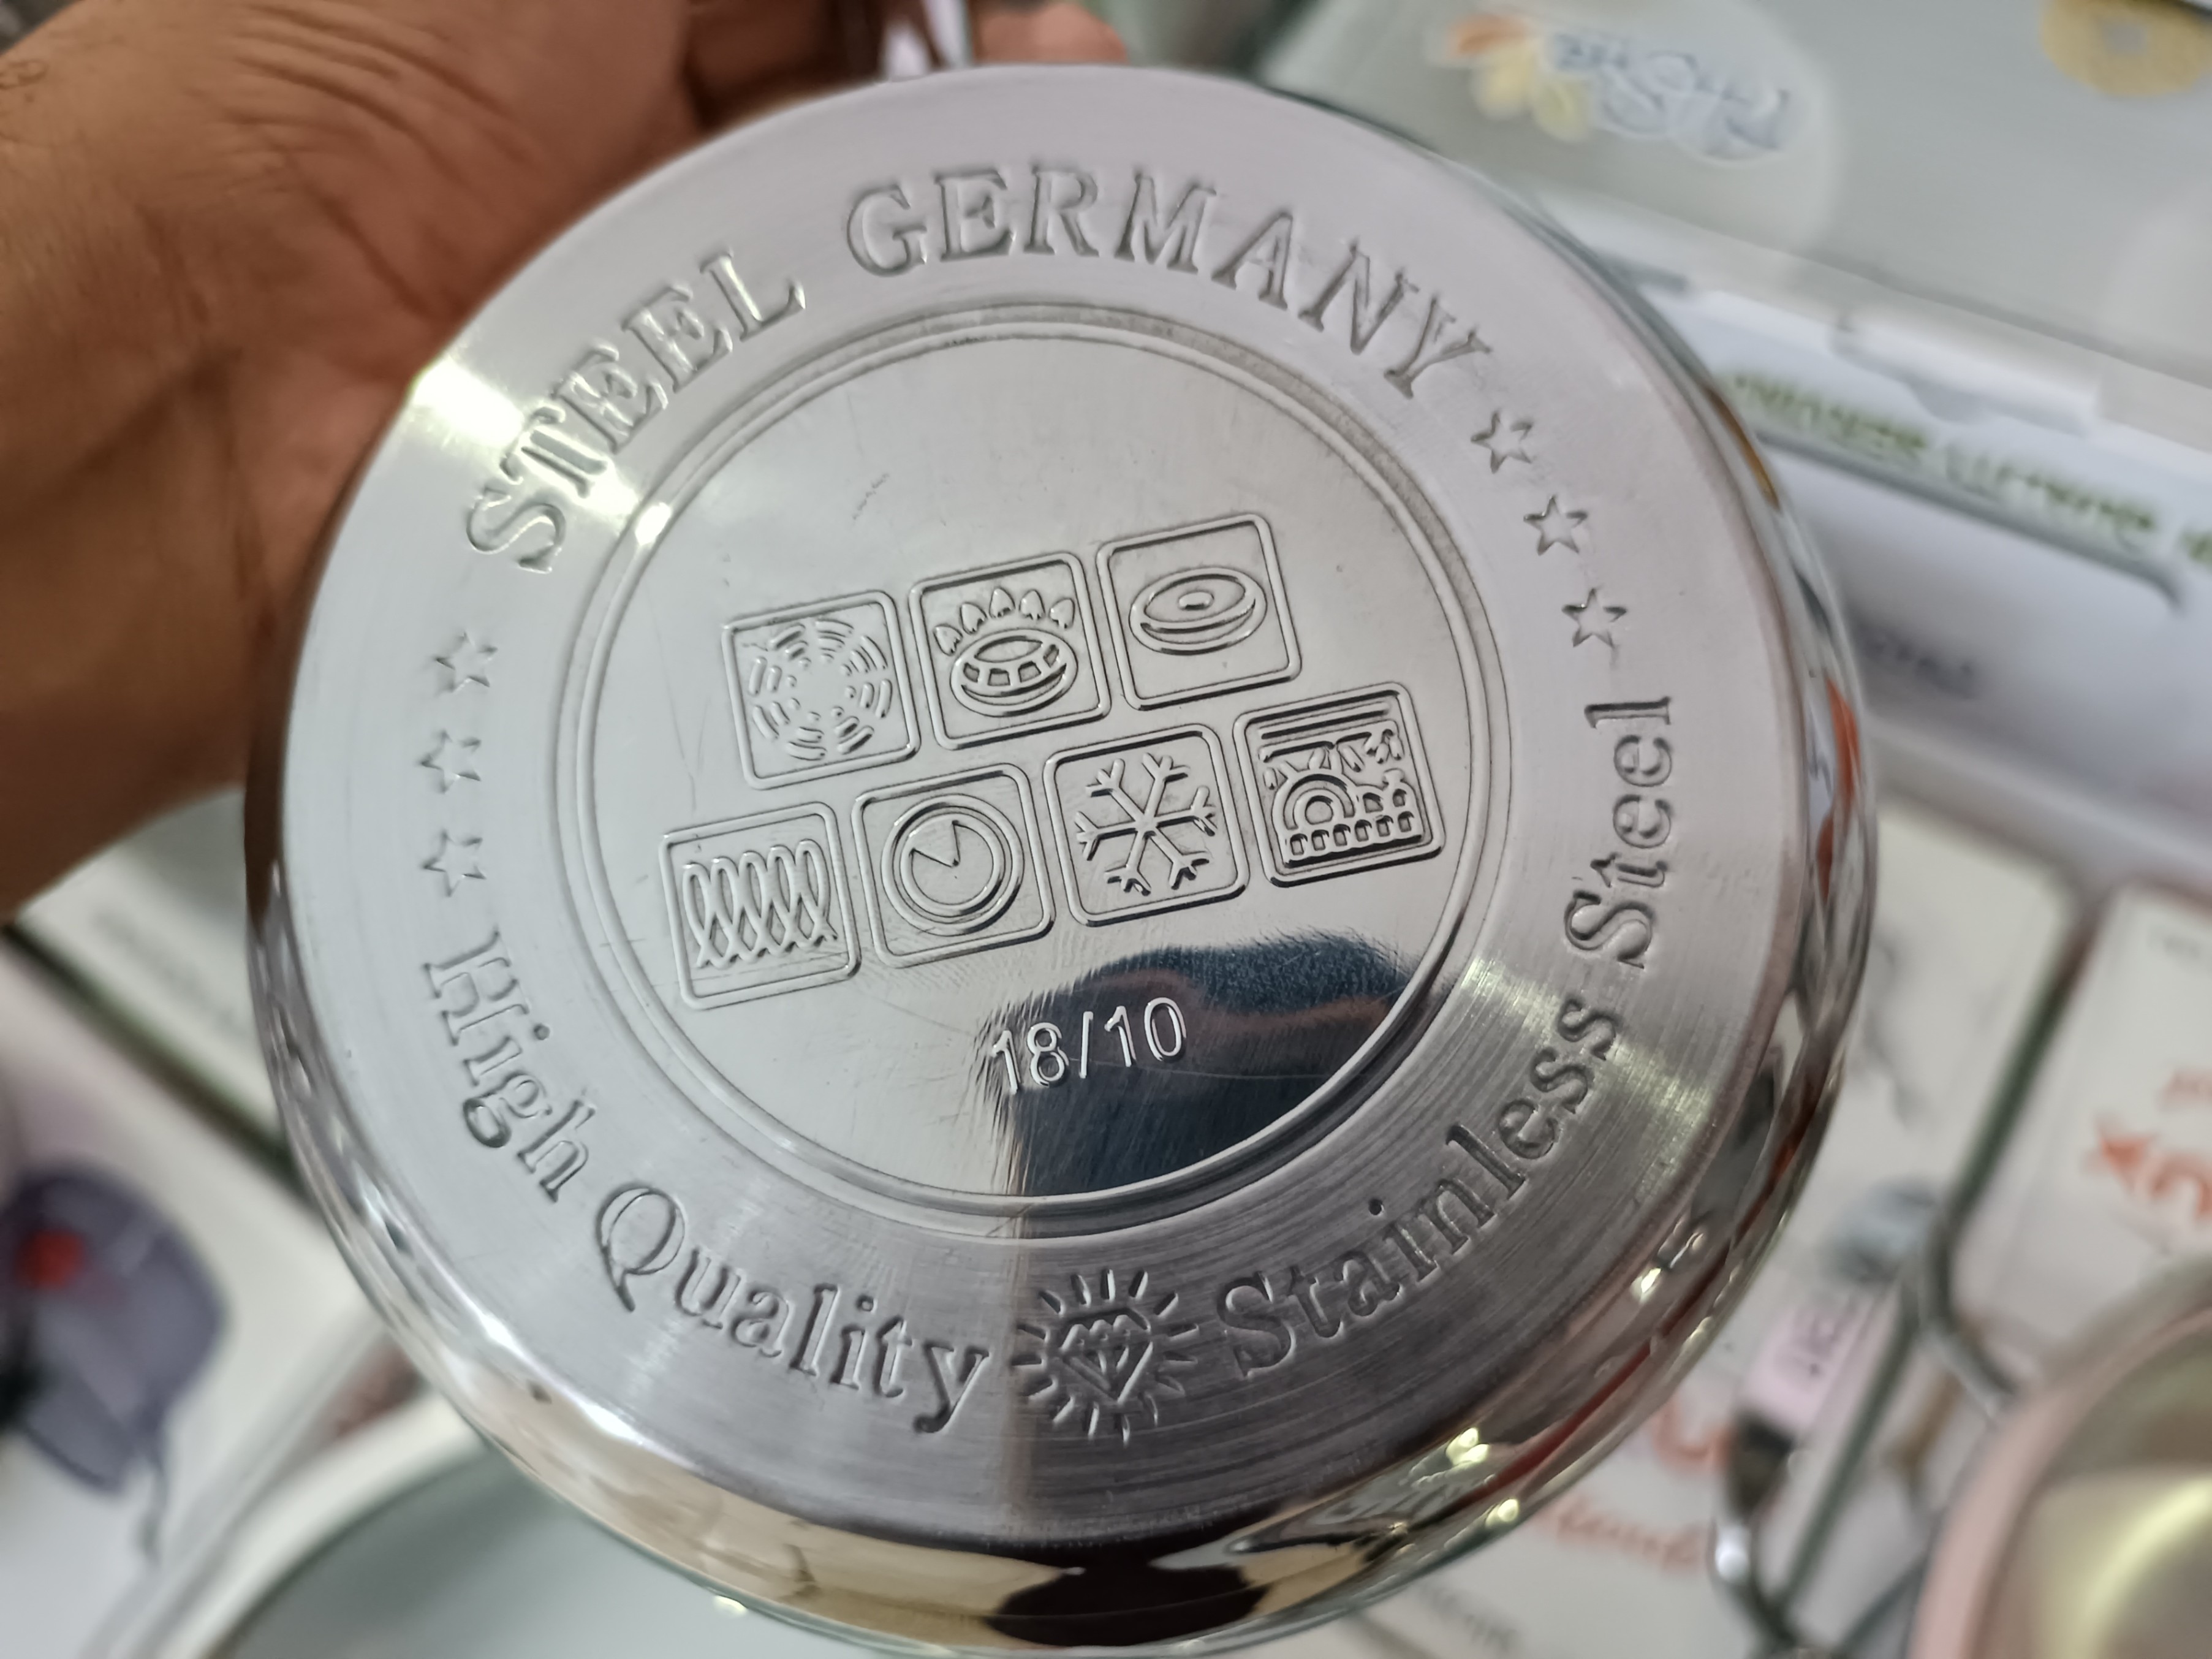 STEEL GERMANY
18/10
High Quality Stainless Steel